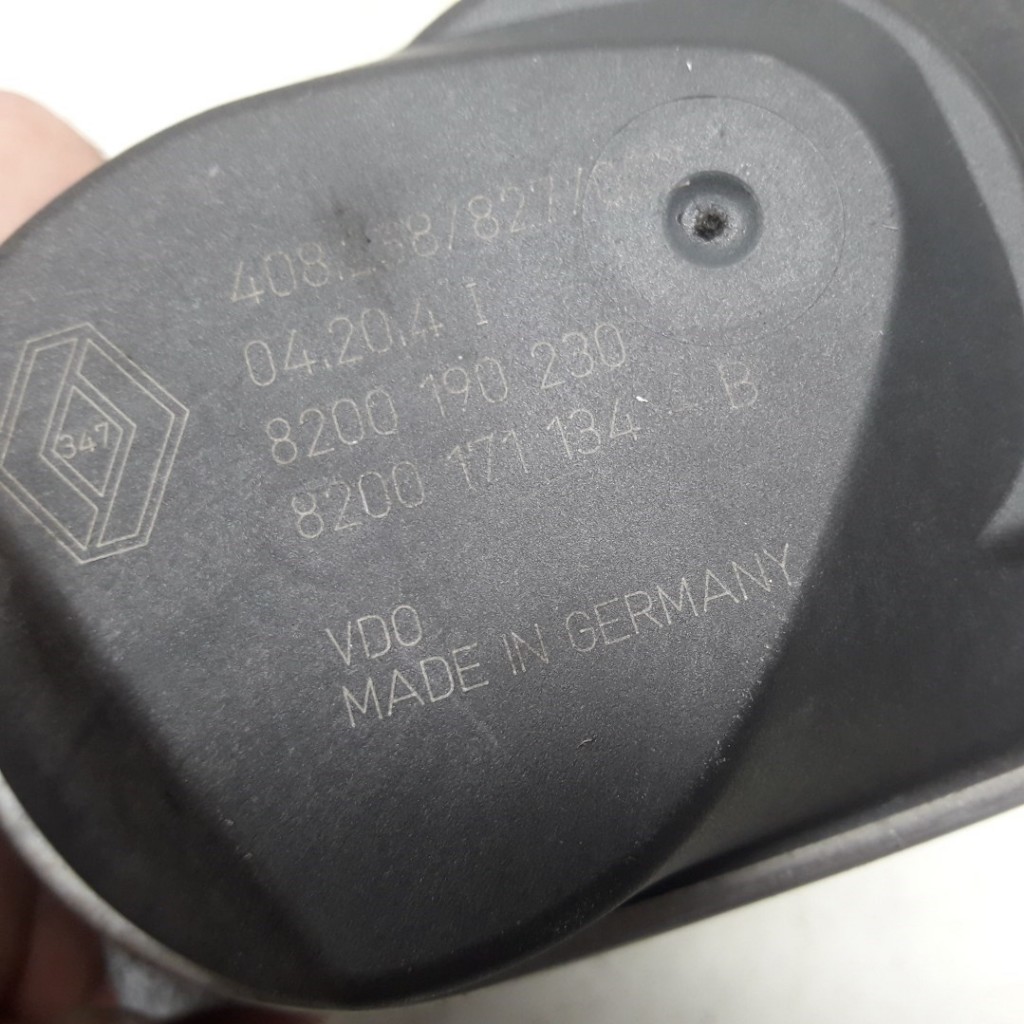 04.20.4 I
8200 190 230
8200 171 134 - B
347
VDO
MADE IN GERMANY